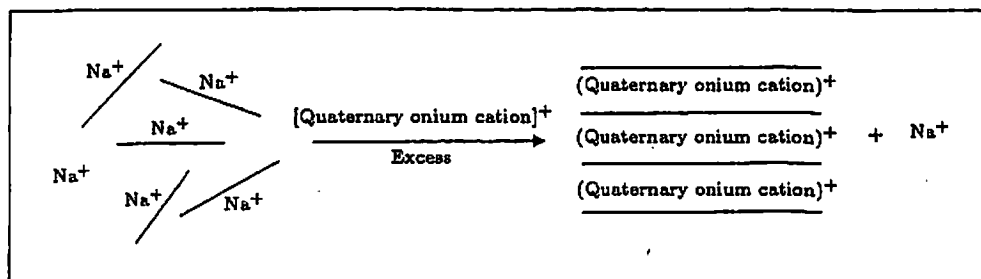 Na⁺
Na⁺
Na⁺
Na⁺
Na⁺
Na⁺
[Quaternary onium cation]⁺
Excess
(Quaternary onium cation)⁺
(Quaternary onium cation)⁺ + Na⁺
(Quaternary onium cation)⁺